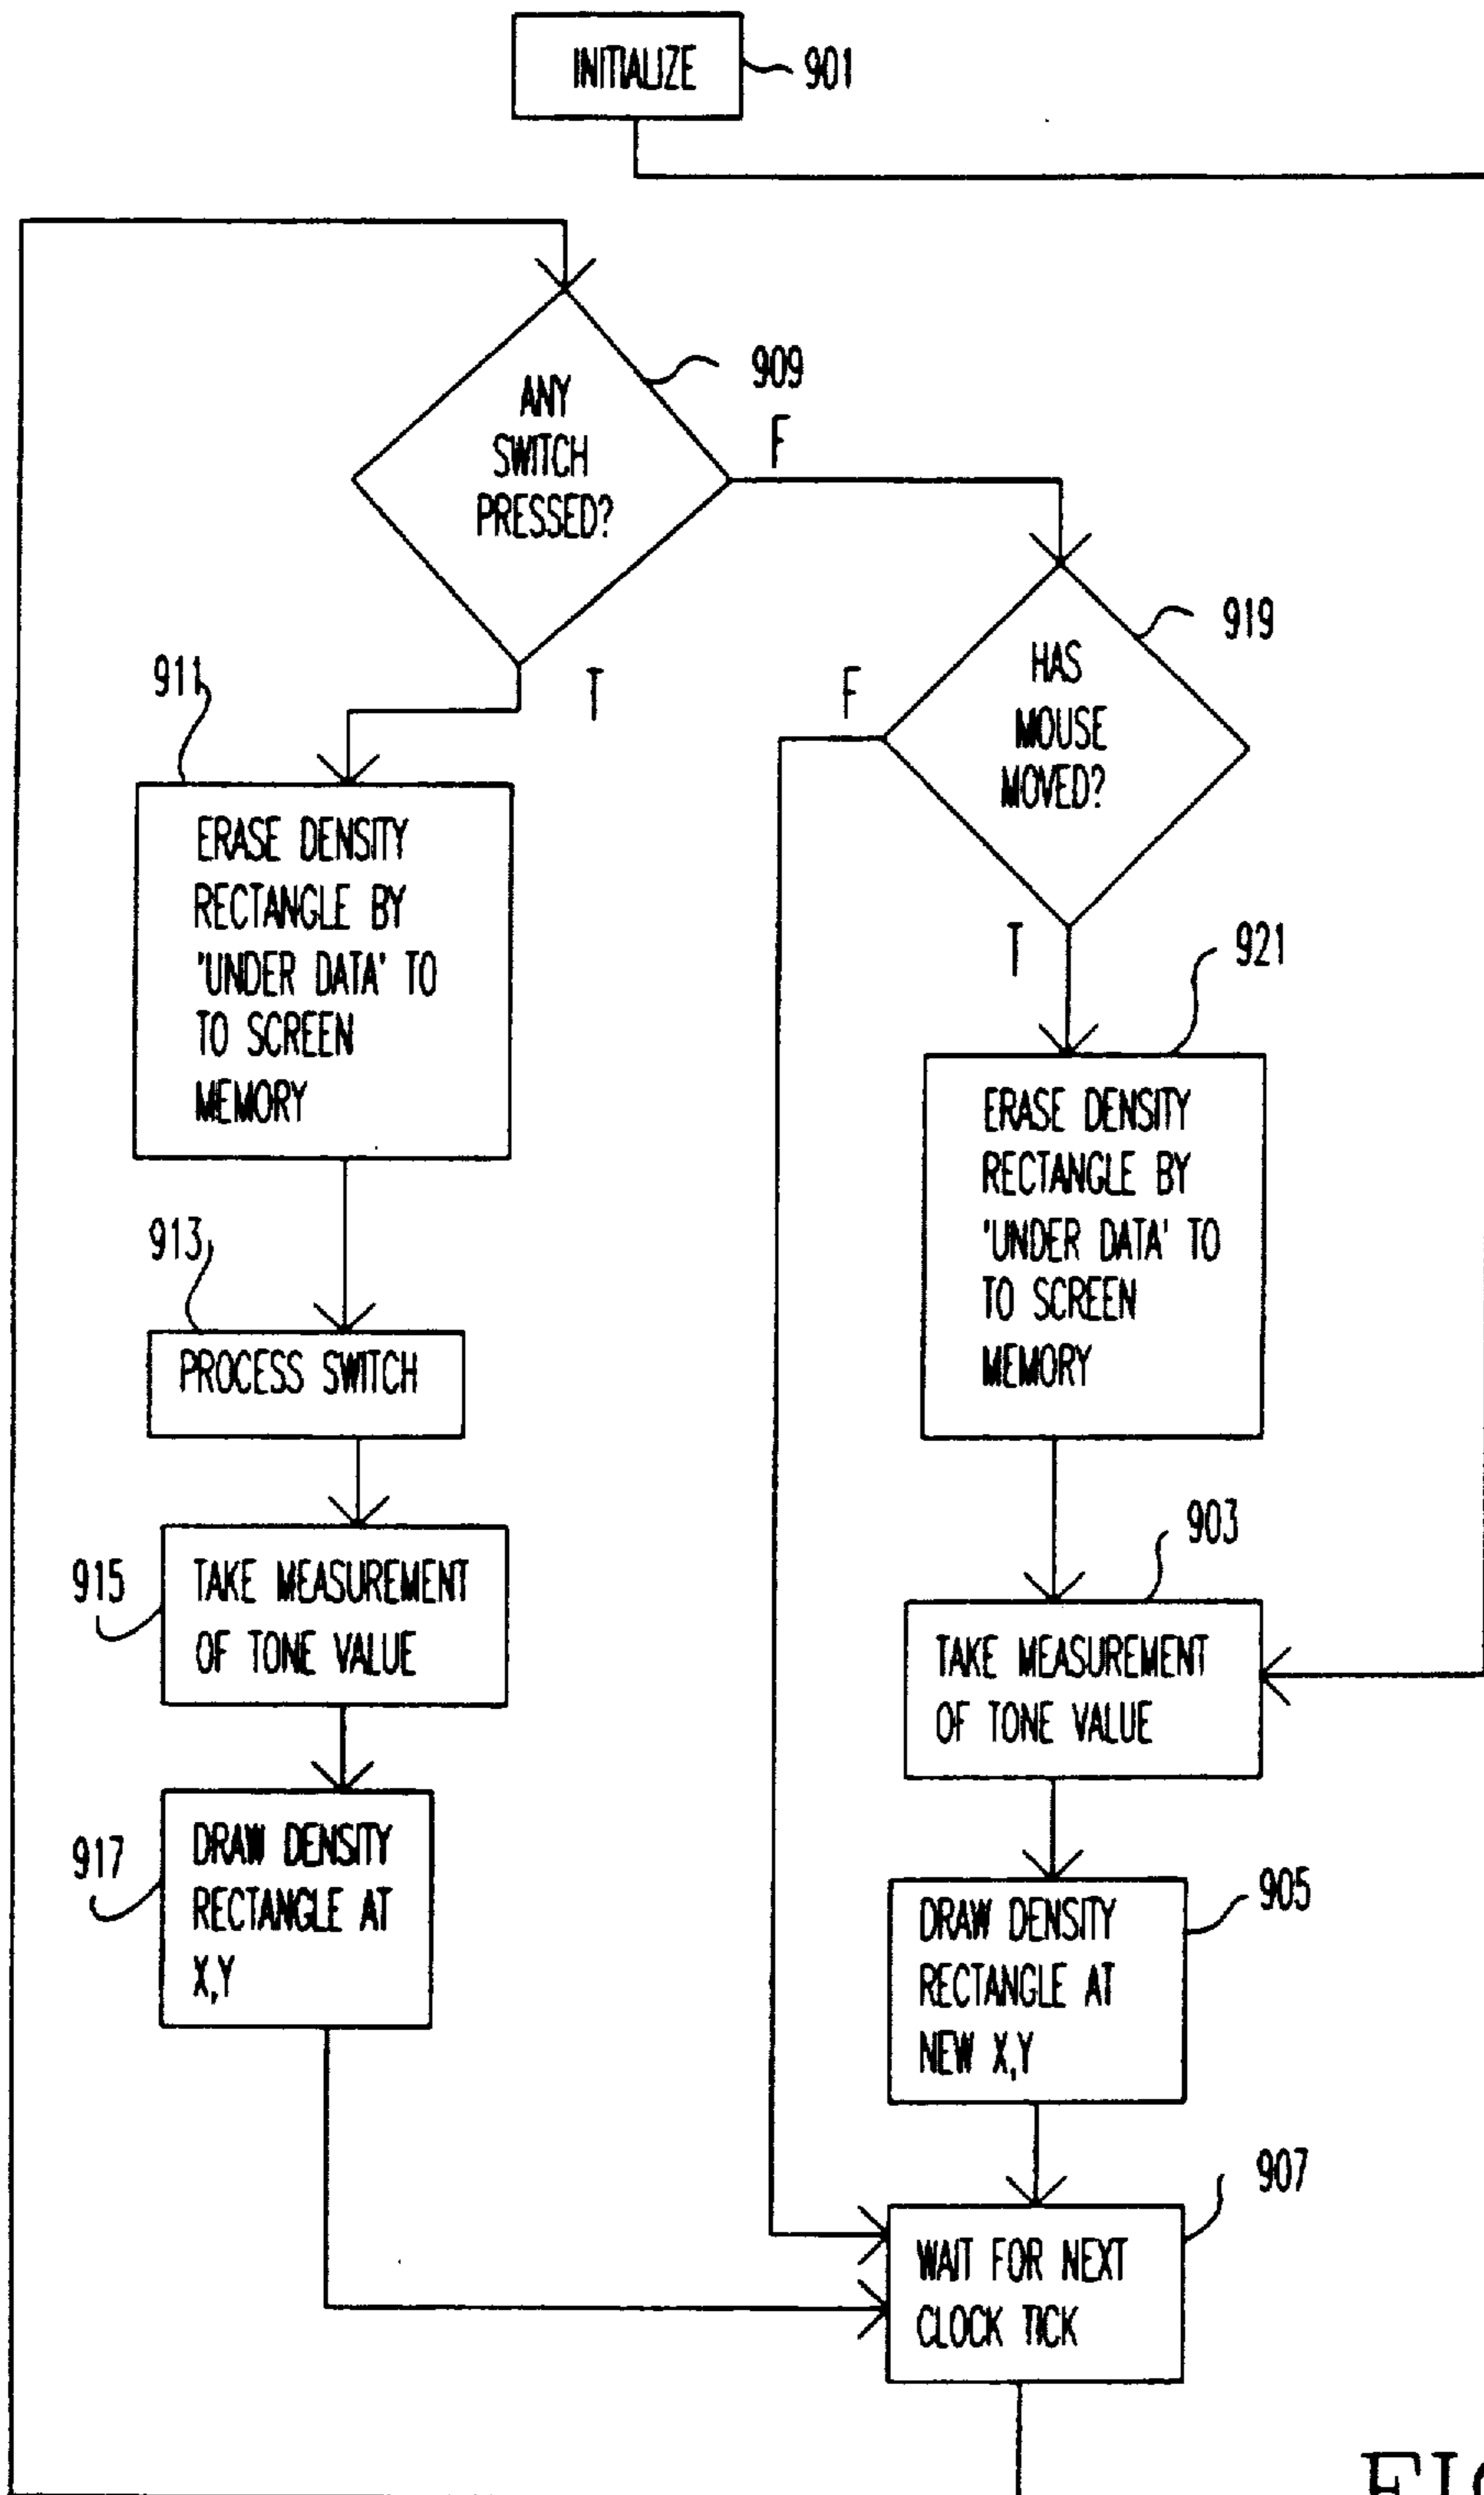 INITIALIZE
901
909
ANY
SWITCH
PRESSED?
F
T
919
HAS
MOUSE
MOVED?
F
T
911
ERASE DENSITY
RECTANGLE BY
'UNDER DATA' TO
TO SCREEN
MEMORY
921
ERASE DENSITY
RECTANGLE BY
'UNDER DATA' TO
TO SCREEN
MEMORY
913
PROCESS SWITCH
915
TAKE MEASUREMENT
OF TONE VALUE
903
TAKE MEASUREMENT
OF TONE VALUE
917
DRAW DENSITY
RECTANGLE AT
X,Y
905
DRAW DENSITY
RECTANGLE AT
NEW X,Y
907
WAIT FOR NEXT
CLOCK TICK